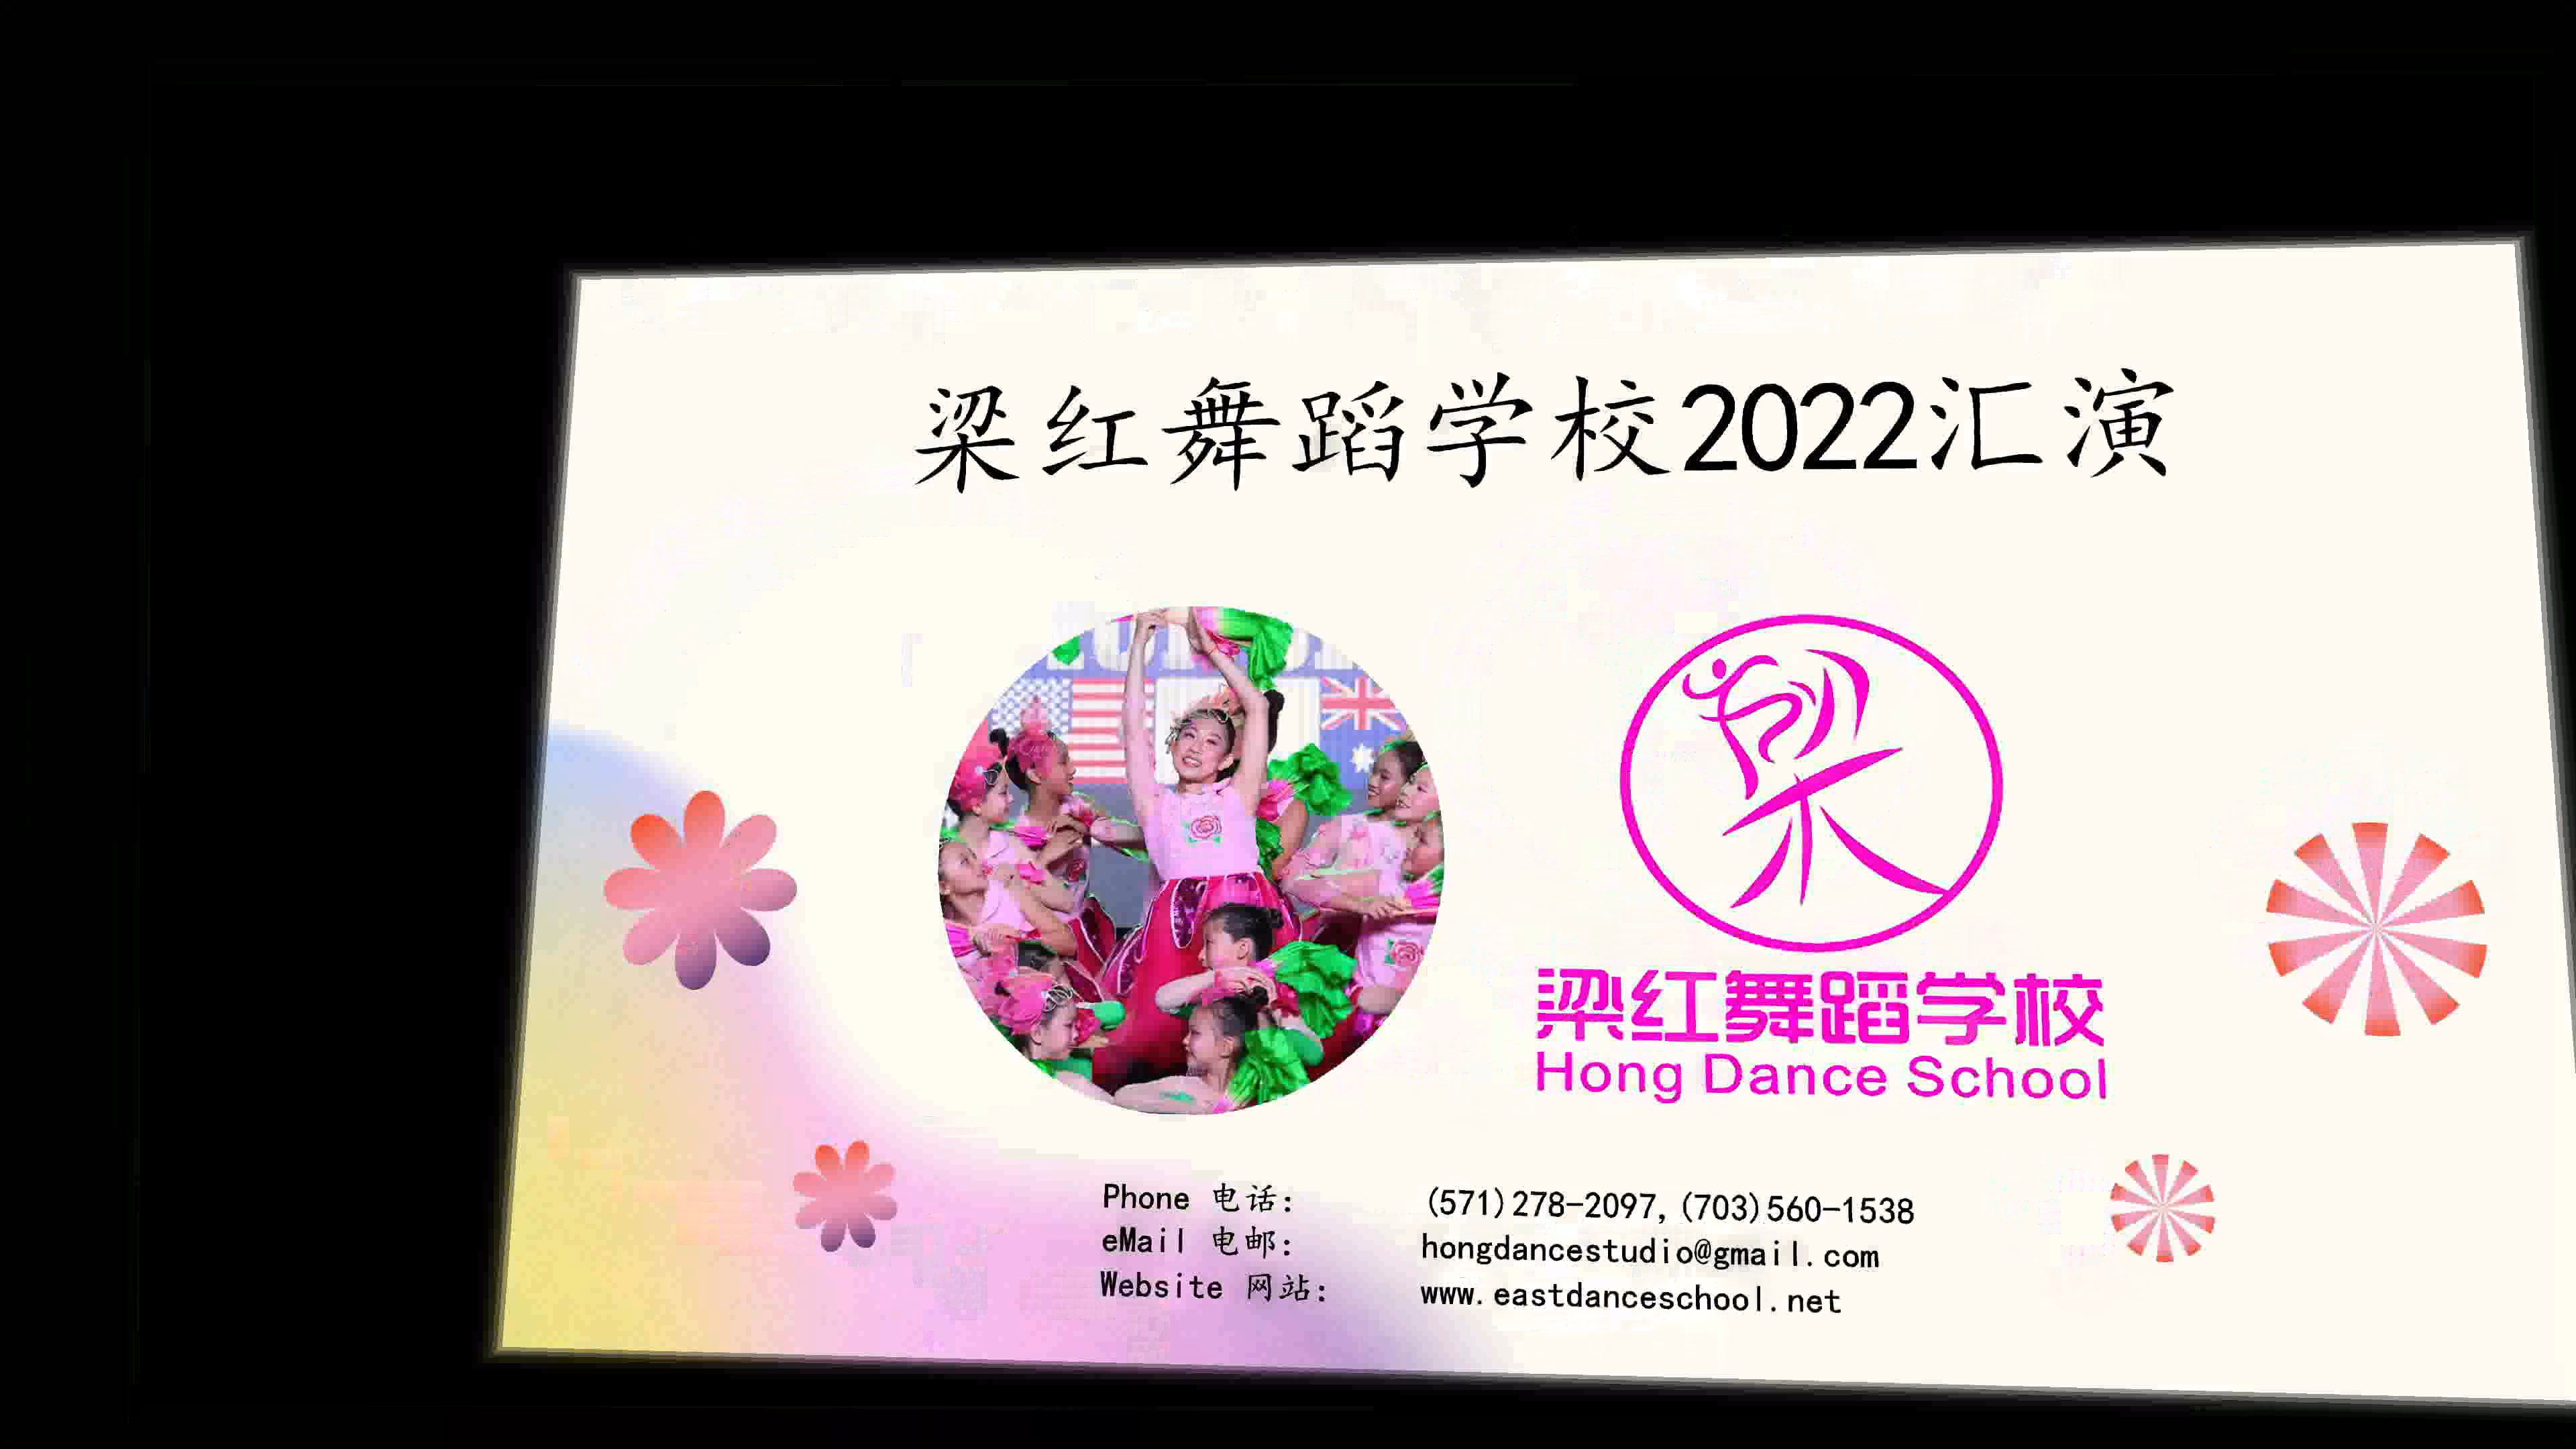 梁红舞蹈学校2022汇演
梁红舞蹈学校
Hong Dance School
Phone 电话: (571)278-2097, (703)560-1538
eMail 电邮: hongdancestudio@gmail.com
Website 网站: www.eastdanceschool.net